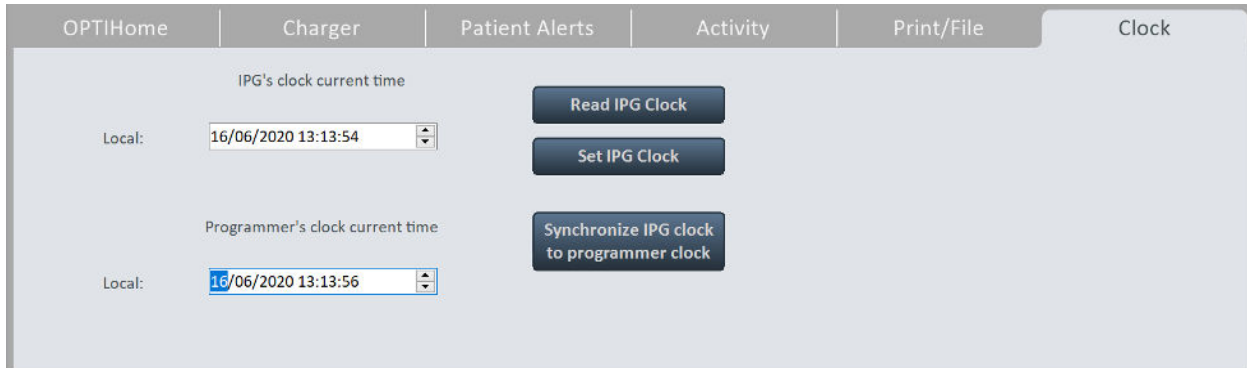 OPTIHome Charger Patient Alerts Activity Print/File Clock
IPG's clock current time
Read IPG Clock
Local: 16/06/2020 13:13:54
Set IPG Clock
Programmer's clock current time
Synchronize IPG clock
to programmer clock
Local: 16/06/2020 13:13:56